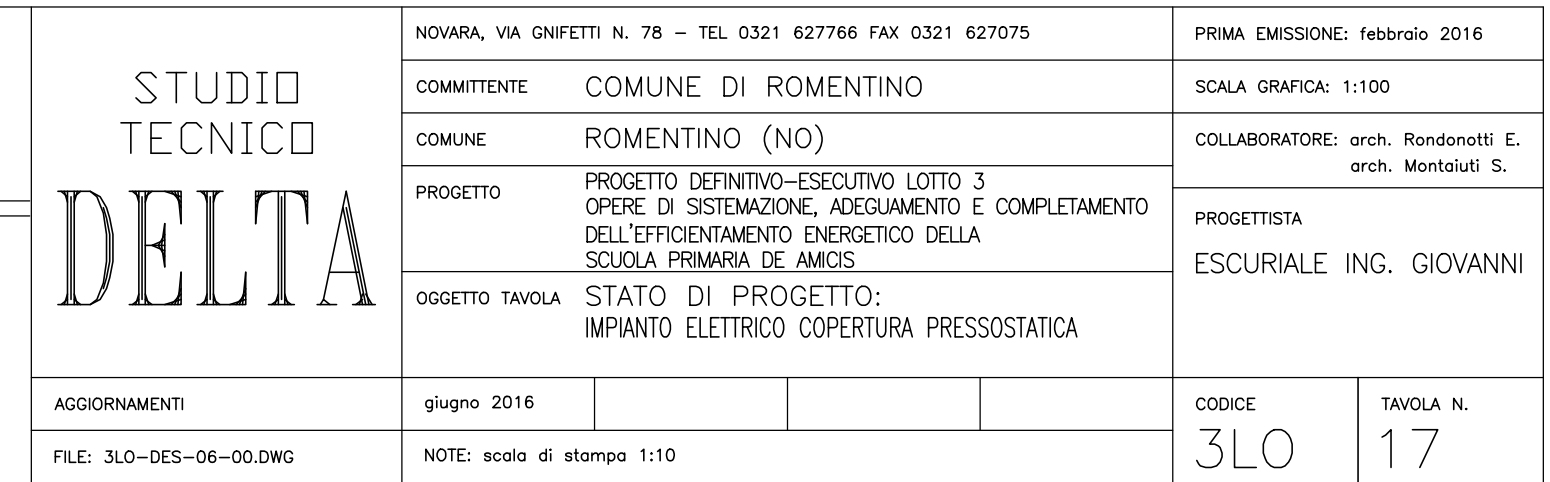 STUDIO
TECNICO
DELTA
NOVARA, VIA GNIFETTI N. 78 – TEL 0321 627766 FAX 0321 627075
COMMITTENTE COMUNE DI ROMENTINO
COMUNE ROMENTINO (NO)
PROGETTO PROGETTO DEFINITIVO–ESECUTIVO LOTTO 3
OPERE DI SISTEMAZIONE, ADEGUAMENTO E COMPLETAMENTO
DELL'EFFICIENTAMENTO ENERGETICO DELLA
SCUOLA PRIMARIA DE AMICIS
OGGETTO TAVOLA STATO DI PROGETTO:
IMPIANTO ELETTRICO COPERTURA PRESSOSTATICA
PRIMA EMISSIONE: febbraio 2016
SCALA GRAFICA: 1:100
COLLABORATORE: arch. Rondonotti E.
arch. Montaiuti S.
PROGETTISTA
ESCURIALE ING. GIOVANNI
AGGIORNAMENTI giugno 2016
FILE: 3LO–DES–06–00.DWG NOTE: scala di stampa 1:10
CODICE
3LO
TAVOLA N.
17